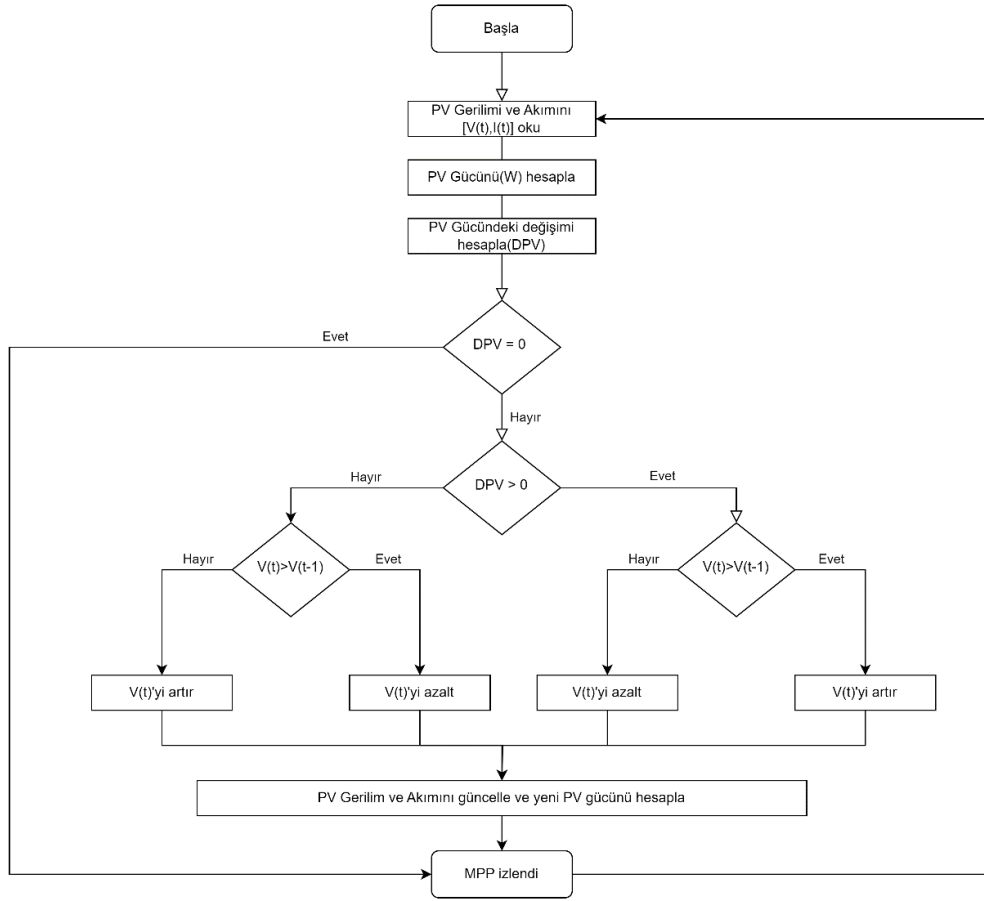 Başla
PV Gerilimi ve Akımını
[V(t),I(t)] oku
PV Gücünü(W) hesapla
PV Gücündeki değişimi
hesapla(DPV)
Evet
DPV = 0
Hayır
Hayır
DPV > 0
Evet
Hayır
V(t)>V(t-1)
Evet
Hayır
V(t)>V(t-1)
Evet
V(t)'yi artır
V(t)'yi azalt
V(t)'yi azalt
V(t)'yi artır
PV Gerilim ve Akımını güncelle ve yeni PV gücünü hesapla
MPP izlendi